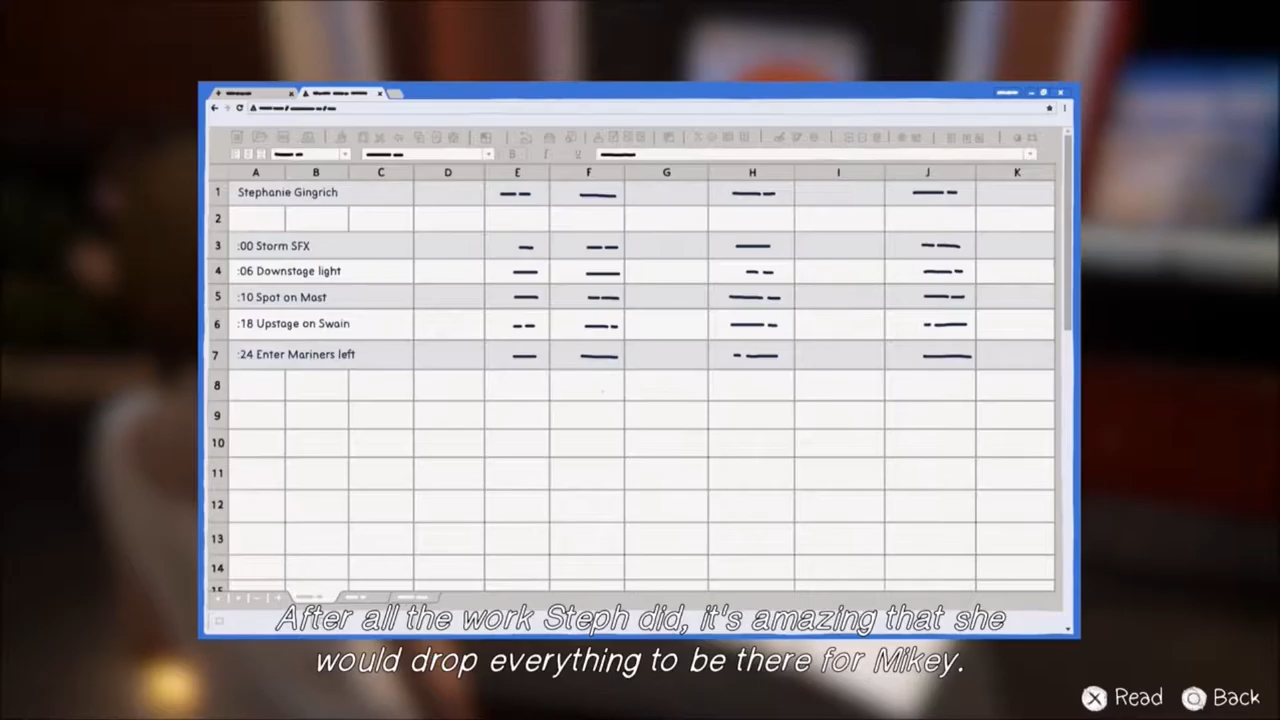 A B C D E F G H I J K
1 Stephanie Gingrich
2
3 :00 Storm SFX
4 :06 Downstage light
5 :10 Spot on Mast
6 :18 Upstage on Swain
7 :24 Enter Mariners left
8
9
10
11
12
13
14
15
After all the work Steph did, it's amazing that she
would drop everything to be there for Mikey.
X Read O Back